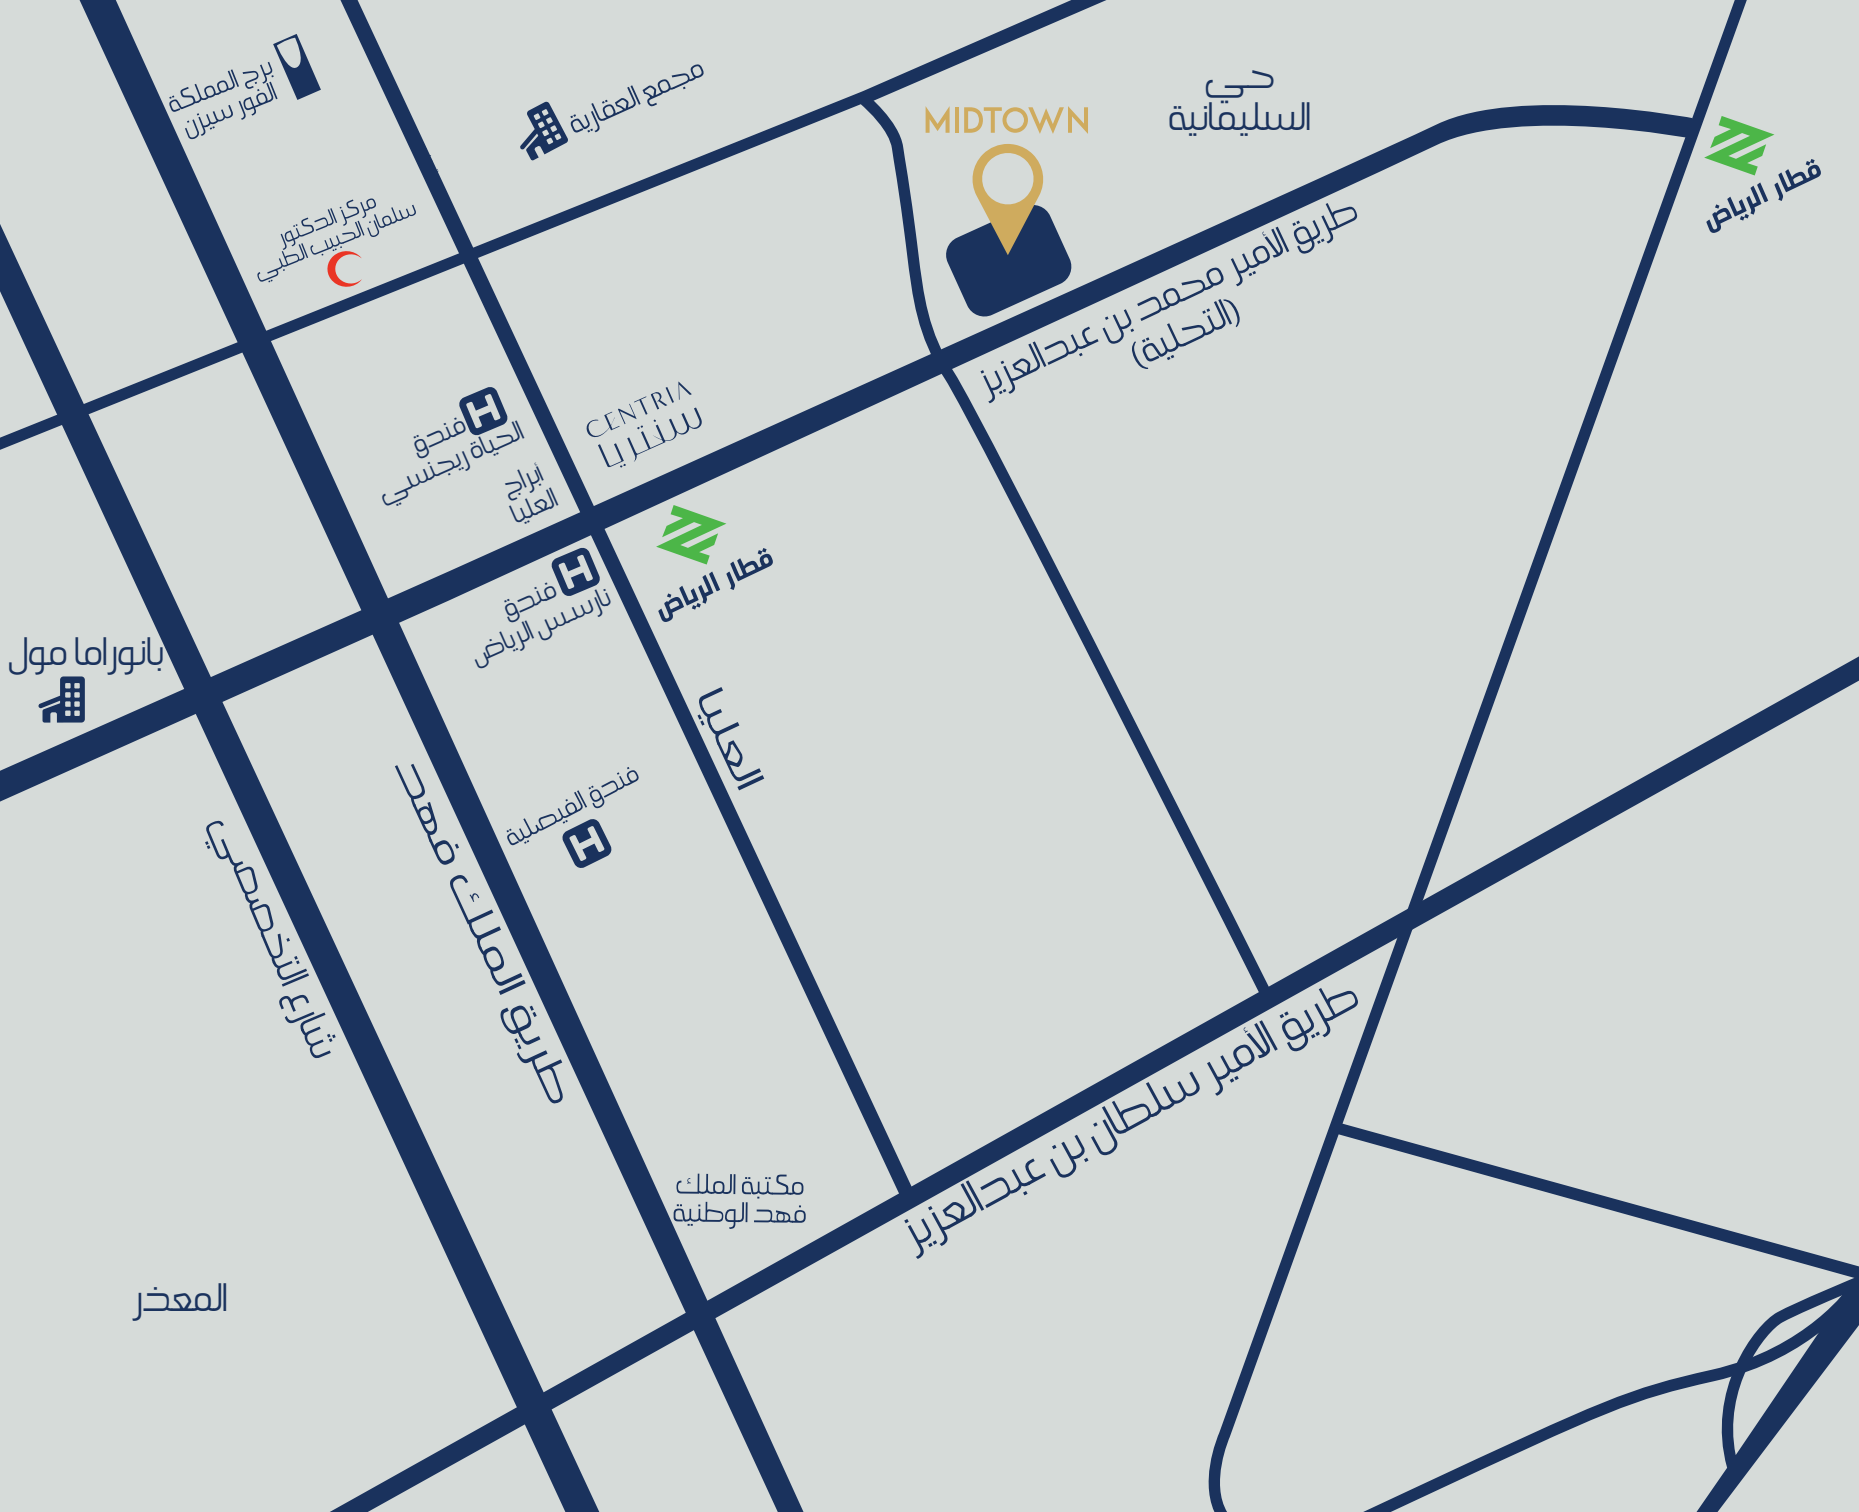 برج المملكة
الفور سيزن
مجمع العقارية
MIDTOWN
حي
السليمانية
قطار الرياض
مركز الدكتور
سلمان الحبيب الطبي
طريق الأمير محمد بن عبدالعزيز
(التحلية)
CENTRIA
سنتريا
فندق
الحياة ريجنسي
أبراج
العليا
قطار الرياض
فندق
نارسس الرياض
بانوراما مول
العليا
فندق الفيصلية
طريق الملك فهد
شارع التخصصي
طريق الأمير سلطان بن عبدالعزيز
مكتبة الملك
فهد الوطنية
المعذر